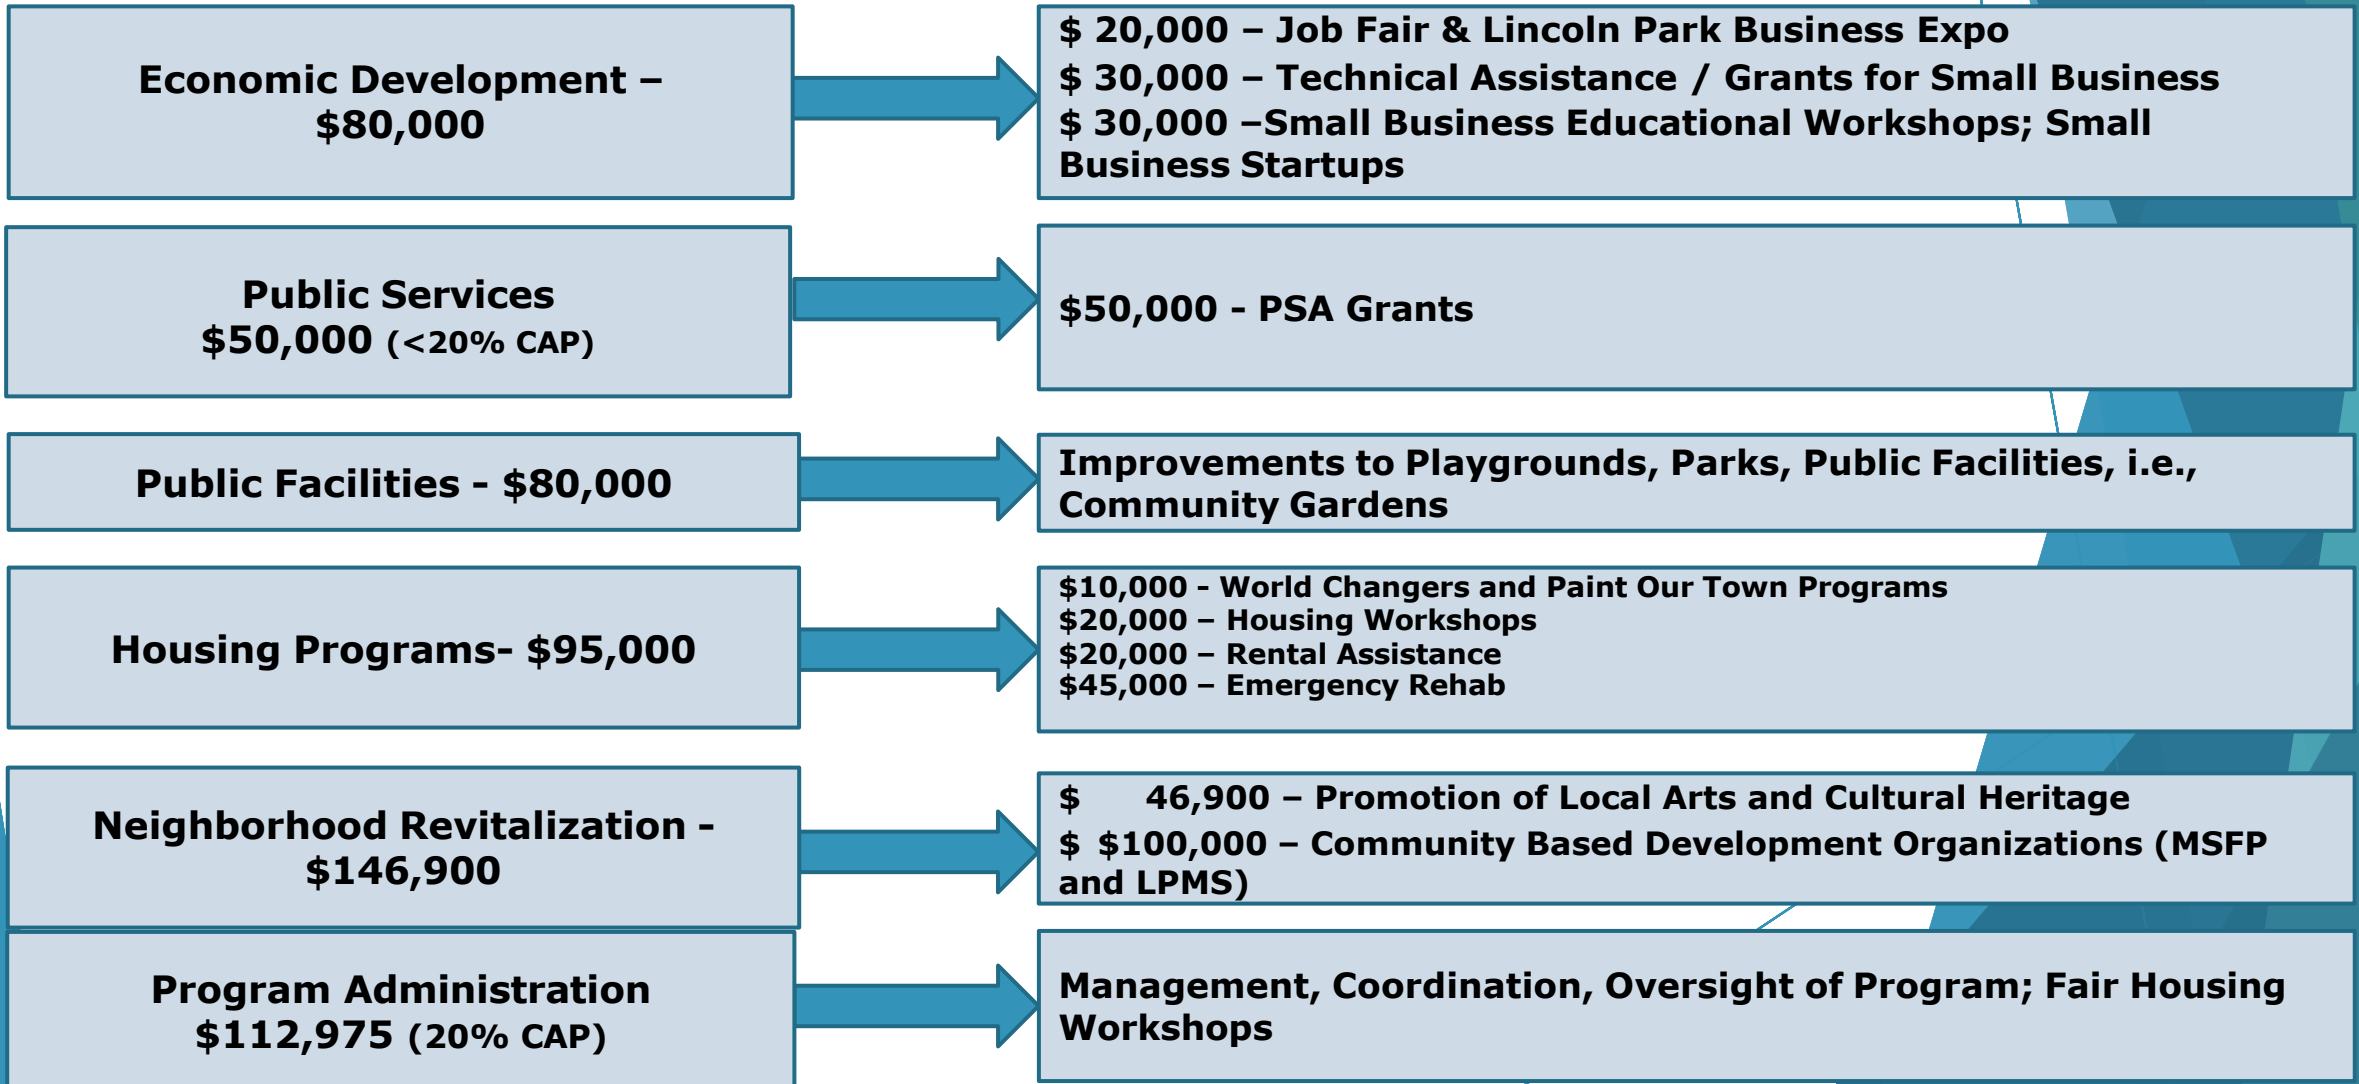 Economic Development –
$80,000
$ 20,000 – Job Fair & Lincoln Park Business Expo
$ 30,000 – Technical Assistance / Grants for Small Business
$ 30,000 –Small Business Educational Workshops; Small
Business Startups
Public Services
$50,000 (<20% CAP)
$50,000 - PSA Grants
Public Facilities - $80,000
Improvements to Playgrounds, Parks, Public Facilities, i.e.,
Community Gardens
Housing Programs- $95,000
$10,000 - World Changers and Paint Our Town Programs
$20,000 – Housing Workshops
$20,000 – Rental Assistance
$45,000 – Emergency Rehab
Neighborhood Revitalization -
$146,900
$ 46,900 – Promotion of Local Arts and Cultural Heritage
$ $100,000 – Community Based Development Organizations (MSFP
and LPMS)
Program Administration
$112,975 (20% CAP)
Management, Coordination, Oversight of Program; Fair Housing
Workshops